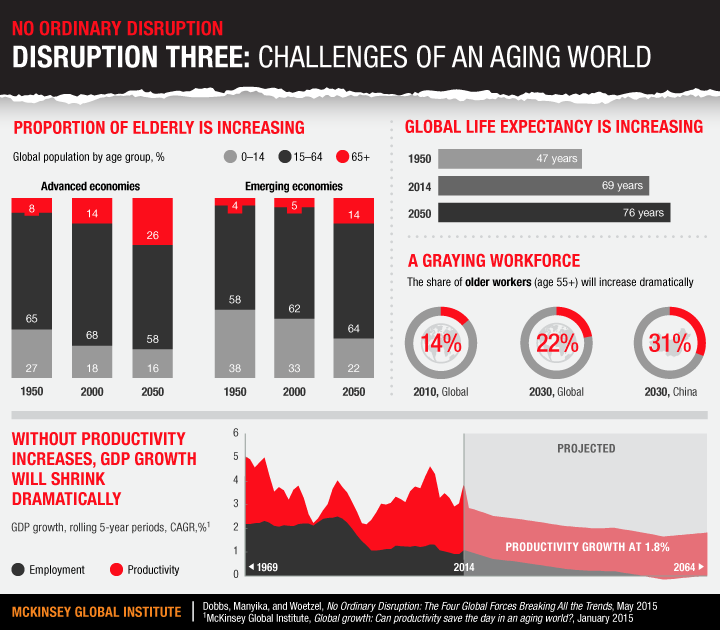 NO ORDINARY DISRUPTION
DISRUPTION THREE: CHALLENGES OF AN AGING WORLD
PROPORTION OF ELDERLY IS INCREASING
Global population by age group, %
0–14
15–64
65+
Advanced economies
8
14
26
65
68
58
27
18
16
1950
2000
2050
Emerging economies
4
5
14
58
62
64
38
33
22
1950
2000
2050
GLOBAL LIFE EXPECTANCY IS INCREASING
1950
47 years
2014
69 years
2050
76 years
A GRAYING WORKFORCE
The share of older workers (age 55+) will increase dramatically
14%
22%
31%
2010, Global
2030, Global
2030, China
WITHOUT PRODUCTIVITY
INCREASES, GDP GROWTH
WILL SHRINK
DRAMATICALLY
GDP growth, rolling 5-year periods, CAGR,%¹
Employment
Productivity
6
5
4
3
2
1
0
PROJECTED
PRODUCTIVITY GROWTH AT 1.8%
1969
2014
2064
MCKINSEY GLOBAL INSTITUTE
Dobbs, Manyika, and Woetzel, No Ordinary Disruption: The Four Global Forces Breaking All the Trends, May 2015
¹McKinsey Global Institute, Global growth: Can productivity save the day in an aging world?, January 2015